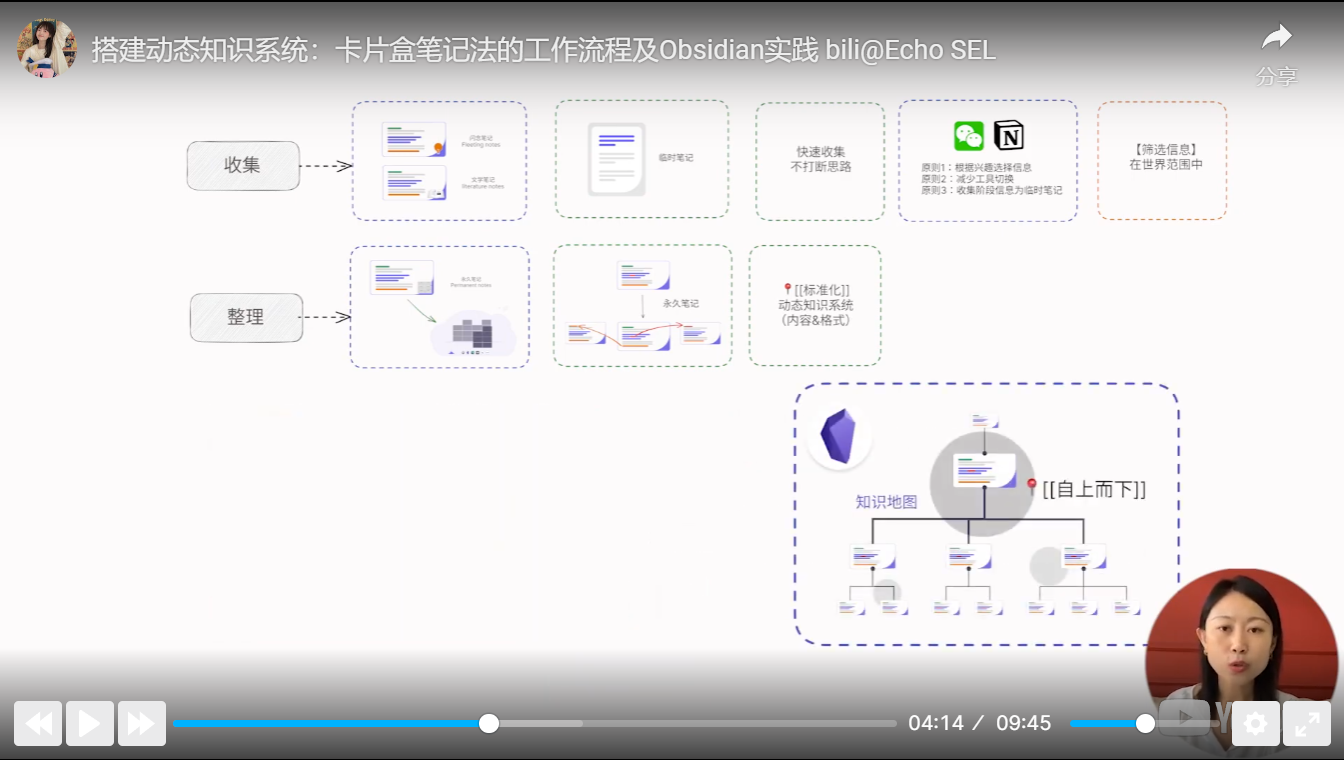 搭建动态知识系统：卡片盒笔记法的工作流程及Obsidian实践 bili@Echo SEL
分享
收集
闪念笔记
Fleeting notes
文学笔记
literature notes
临时笔记
快速收集
不打断思路
原则1：根据兴趣选择信息
原则2：减少工具切换
原则3：收集阶段信息为临时笔记
【筛选信息】
在世界范围中
整理
永久笔记
Permanent notes
永久笔记
[[标准化]]
动态知识系统
（内容&格式）
知识地图
[[自上而下]]
04:14 / 09:45